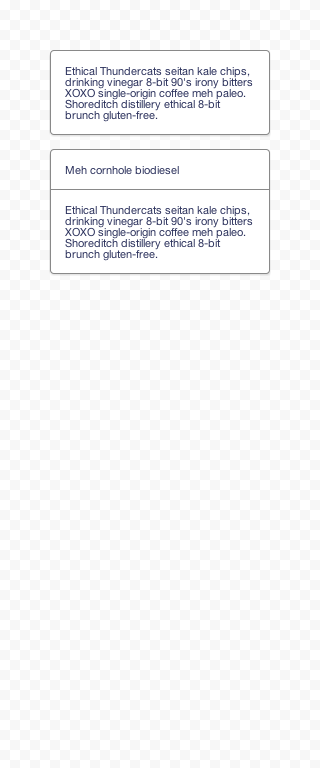 Ethical Thundercats seitan kale chips,
drinking vinegar 8-bit 90's irony bitters
XOXO single-origin coffee meh paleo.
Shoreditch distillery ethical 8-bit
brunch gluten-free.
Meh cornhole biodiesel
Ethical Thundercats seitan kale chips,
drinking vinegar 8-bit 90's irony bitters
XOXO single-origin coffee meh paleo.
Shoreditch distillery ethical 8-bit
brunch gluten-free.